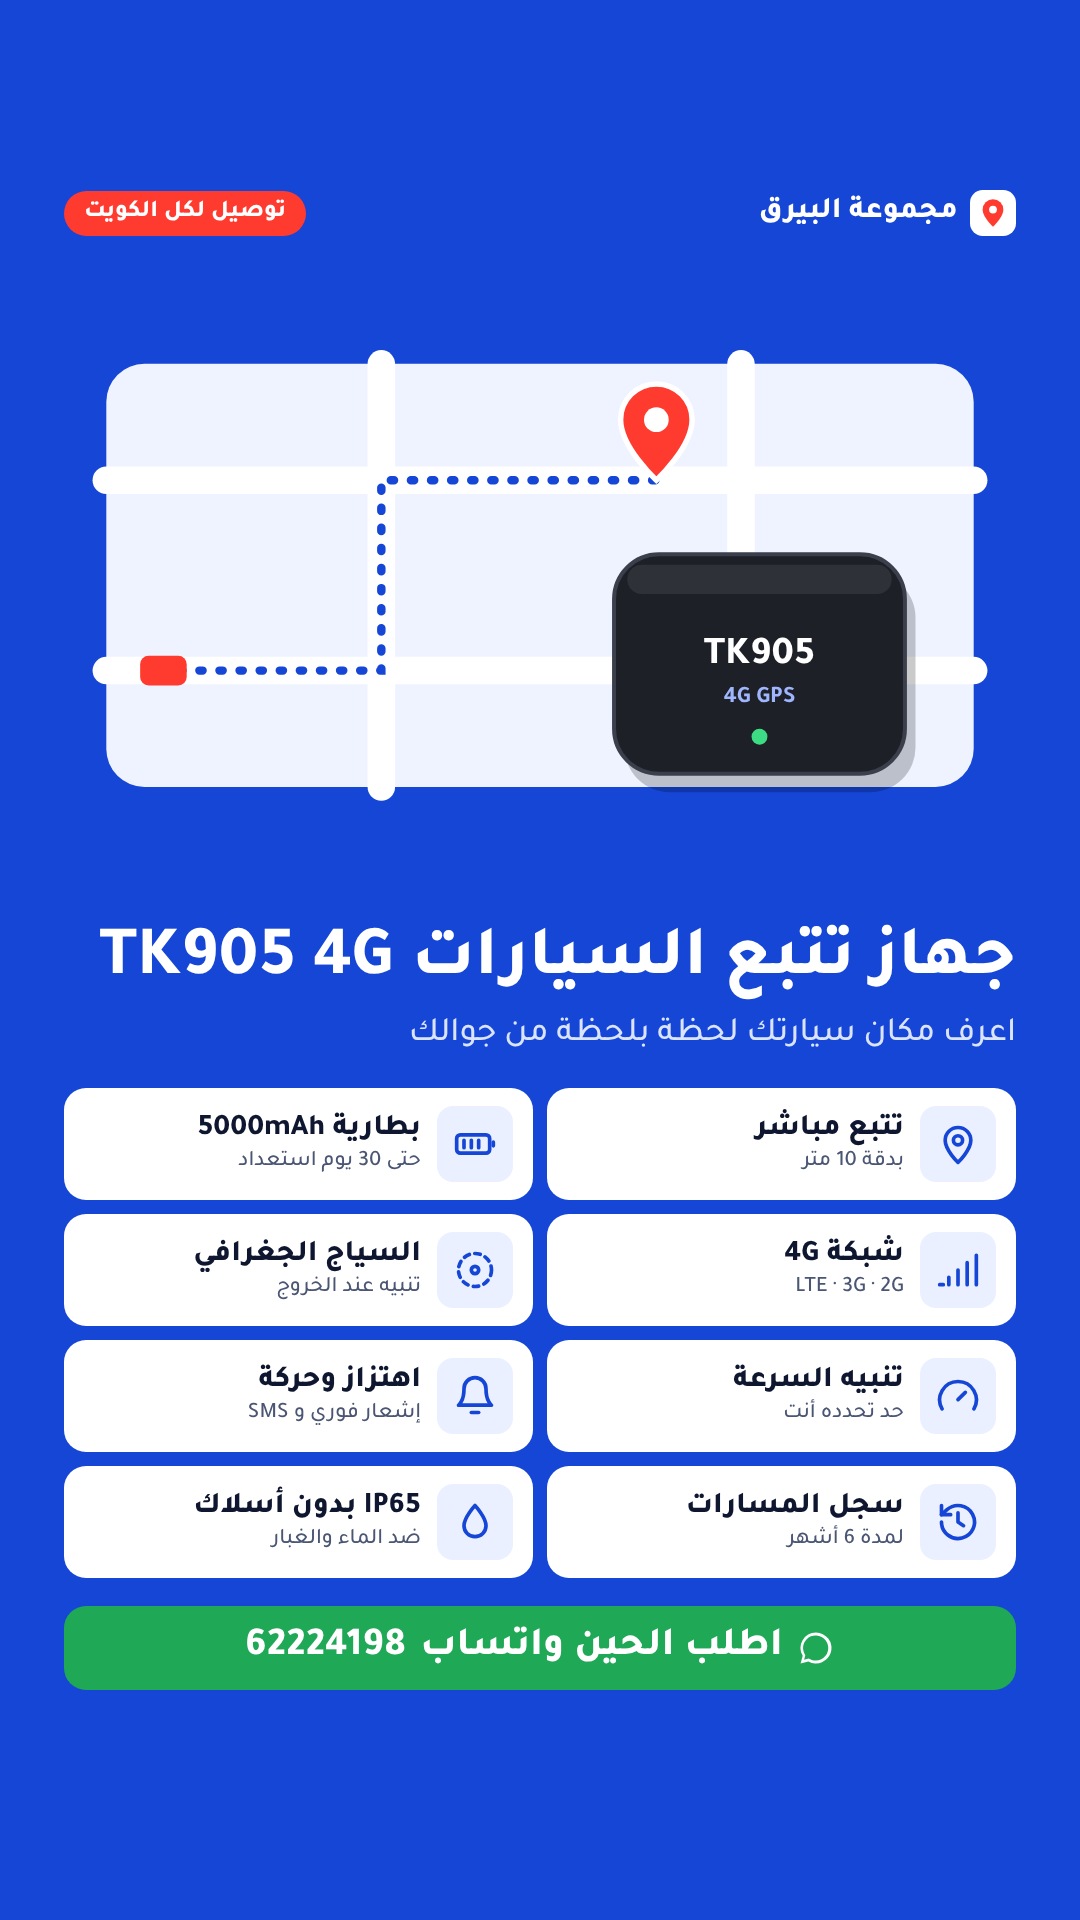 مجموعة البيرق
توصيل لكل الكويت
TK905
4G GPS
جهاز تتبع السيارات TK905 4G
اعرف مكان سيارتك لحظة بلحظة من جوالك
تتبع مباشر
بدقة 10 متر
بطارية 5000mAh
حتى 30 يوم استعداد
شبكة 4G
LTE · 3G · 2G
السياج الجغرافي
تنبيه عند الخروج
تنبيه السرعة
حد تحدده أنت
اهتزاز وحركة
إشعار فوري و SMS
سجل المسارات
لمدة 6 أشهر
IP65 بدون أسلاك
ضد الماء والغبار
اطلب الحين واتساب 62224198